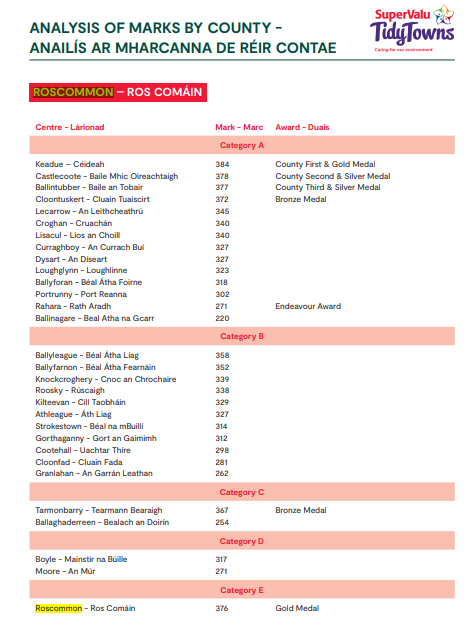 ANALYSIS OF MARKS BY COUNTY -
ANAILÍS AR MHARCANNA DE RÉIR CONTAE
SuperValu
TidyTowns
Caring for our environment
ROSCOMMON – ROS COMÁIN
Centre - Lárionad Mark - Marc Award - Duais
Category A
Keadue – Céideah 384 County First & Gold Medal
Castlecoote - Baile Mhic Oireachtaigh 378 County Second & Silver Medal
Ballintubber - Baile an Tobair 377 County Third & Silver Medal
Cloontuskert - Cluain Tuaiscirt 372 Bronze Medal
Lecarrow - An Leithcheathrú 345
Croghan - Cruachán 340
Lisacul - Lios an Choill 340
Curraghboy - An Currach Buí 327
Dysart - An Díseart 327
Loughglynn - Loughlinne 323
Ballyforan - Béal Átha Foirne 318
Portrunny - Port Reanna 302
Rahara - Rath Aradh 271 Endeavour Award
Ballinagare - Beal Atha na Gcarr 220
Category B
Ballyleague - Béal Átha Liag 358
Ballyfarnon - Béal Átha Fearnáin 352
Knockcroghery - Cnoc an Chrochaire 339
Roosky - Rúscaigh 338
Kilteevan - Cill Taobháin 329
Athleague - Áth Liag 327
Strokestown - Béal na mBuillí 314
Gorthaganny - Gort an Gaimimh 312
Cootehall - Uachtar Thíre 298
Cloonfad - Cluain Fada 281
Granlahan - An Garrán Leathan 262
Category C
Tarmonbarry - Tearmann Bearaigh 367 Bronze Medal
Ballaghaderreen - Bealach an Doirín 254
Category D
Boyle - Mainstir na Búille 317
Moore - An Múr 271
Category E
Roscommon - Ros Comáin 376 Gold Medal